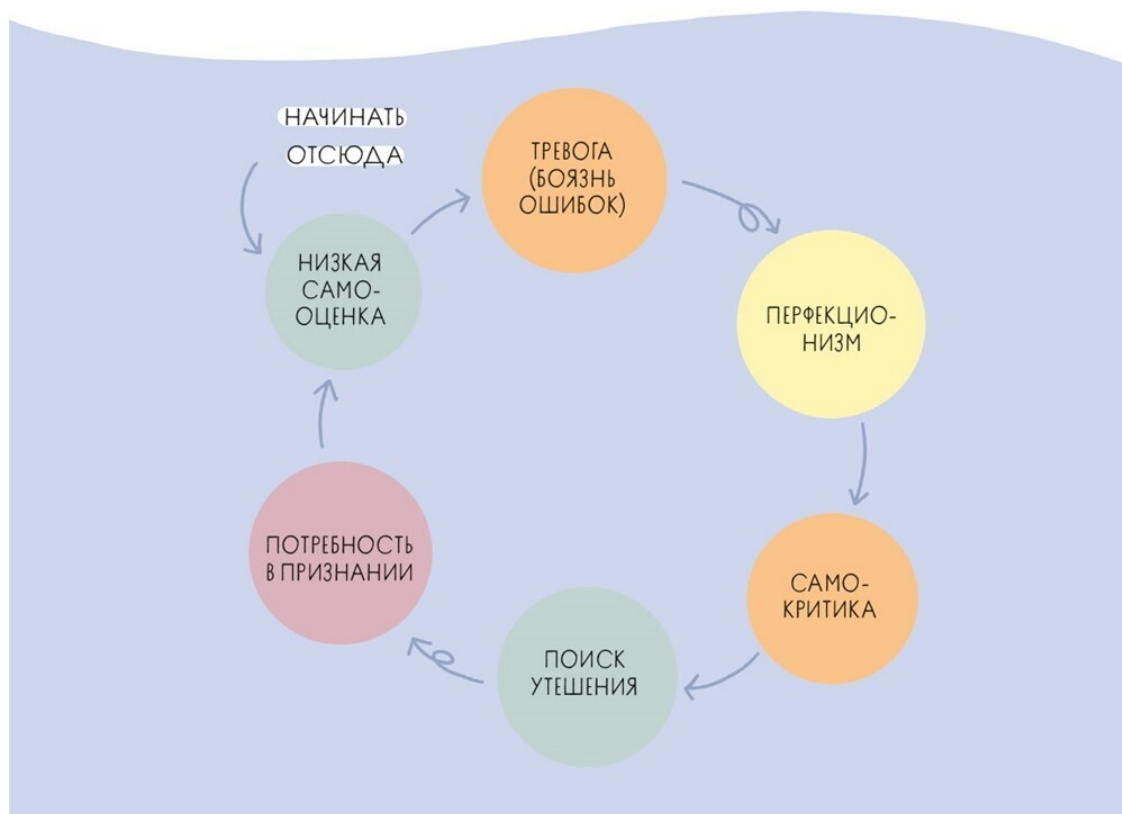 НАЧИНАТЬ
ОТСЮДА
ТРЕВОГА
(БОЯЗНЬ
ОШИБОК)
НИЗКАЯ
САМО-
ОЦЕНКА
ПЕРФЕКЦИО-
НИЗМ
САМО-
КРИТИКА
ПОИСК
УТЕШЕНИЯ
ПОТРЕБНОСТЬ
В ПРИЗНАНИИ